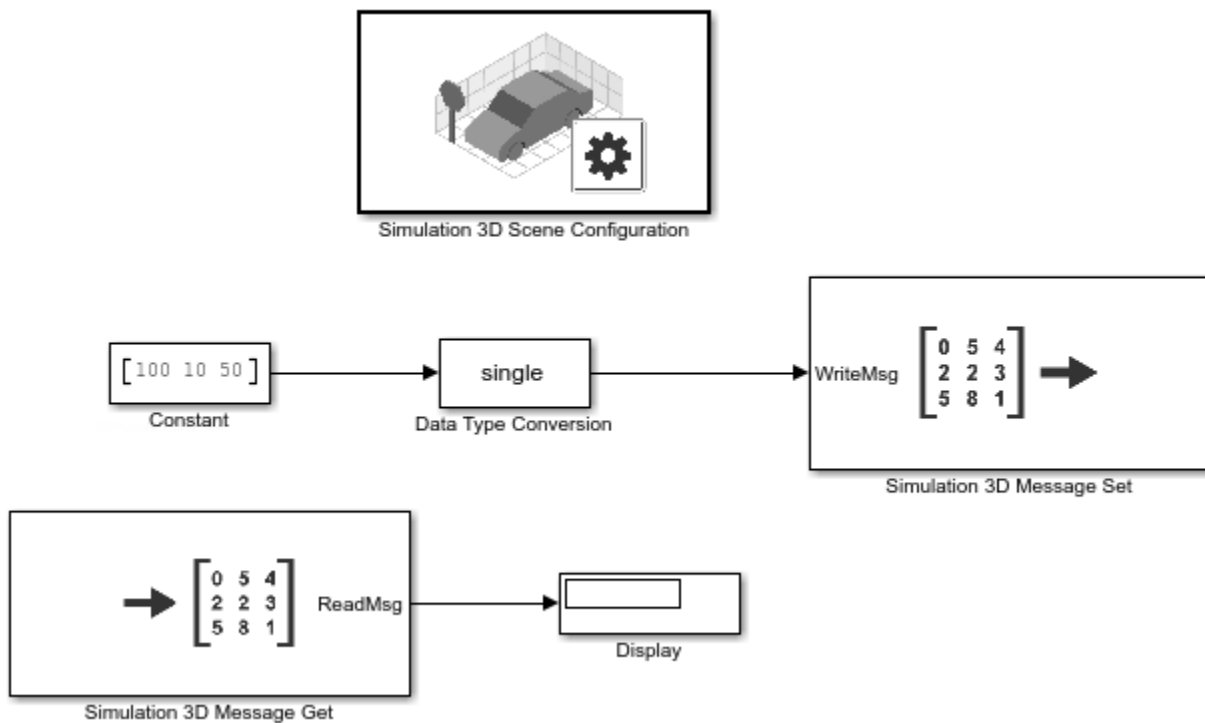 Simulation 3D Scene Configuration
[100 10 50]
Constant
single
Data Type Conversion
WriteMsg
0 5 4
2 2 3
5 8 1
Simulation 3D Message Set
0 5 4
2 2 3
5 8 1
ReadMsg
Simulation 3D Message Get
Display